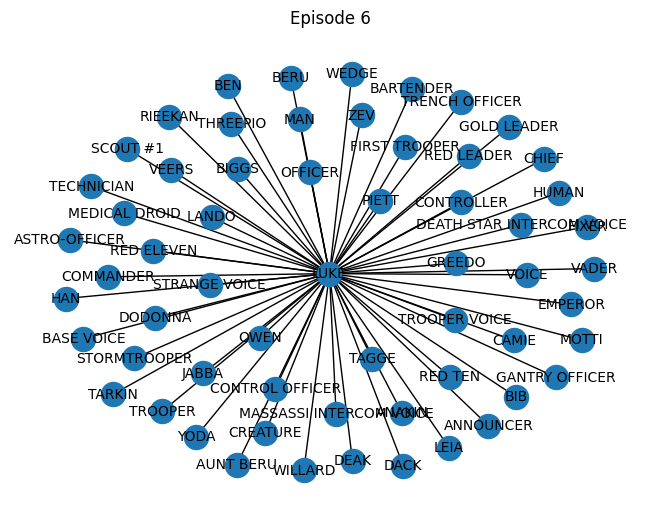 Episode 6
BERU
WEDGE
BEN
BARTENDER
TRENCH OFFICER
RIEEKAN
THREEPIO
MAN
ZEV
GOLD LEADER
SCOUT #1
FIRST TROOPER
RED LEADER
CHIEF
VEERS
BIGGS
OFFICER
TECHNICIAN
PIETT
CONTROLLER
HUMAN
MEDICAL DROID
LANDO
DEATH STAR INTERCOM VOICE
FIXER
ASTRO-OFFICER
RED ELEVEN
GREEDO
VADER
COMMANDER
LUKE
VOICE
STRANGE VOICE
HAN
EMPEROR
DODONNA
TROOPER VOICE
BASE VOICE
OWEN
CAMIE
MOTTI
STORMTROOPER
TAGGE
JABBA
RED TEN
GANTRY OFFICER
TARKIN
CONTROL OFFICER
BIB
TROOPER
MASSASSI INTERCOM VOICE
ANAKIN
YODA
CREATURE
ANNOUNCER
LEIA
AUNT BERU
WILLARD
DEAK
DACK